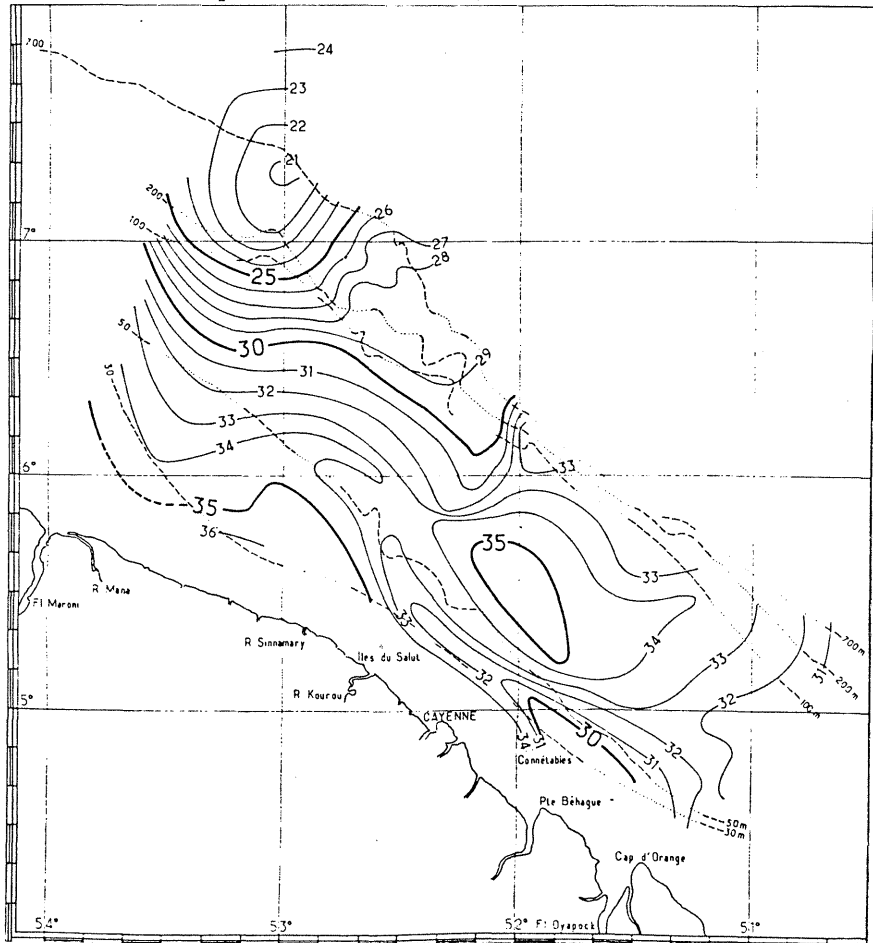 24
700
23
22
21
200
26
100
27
7°
28
25
50
30
29
31
30
32
33
34
33
6°
35
35
36
33
R Mana
Fl Maroni
33
34
R Sinnamary
Iles du Salut
33
700m
32
31
200m
R Kourou
100m
5°
32
CAYENNE
30
34
31
32
31
Connétables
Pte Béhague
50m
30m
Cap d'Orange
54°
53°
52°
Fl Oyapock
51°